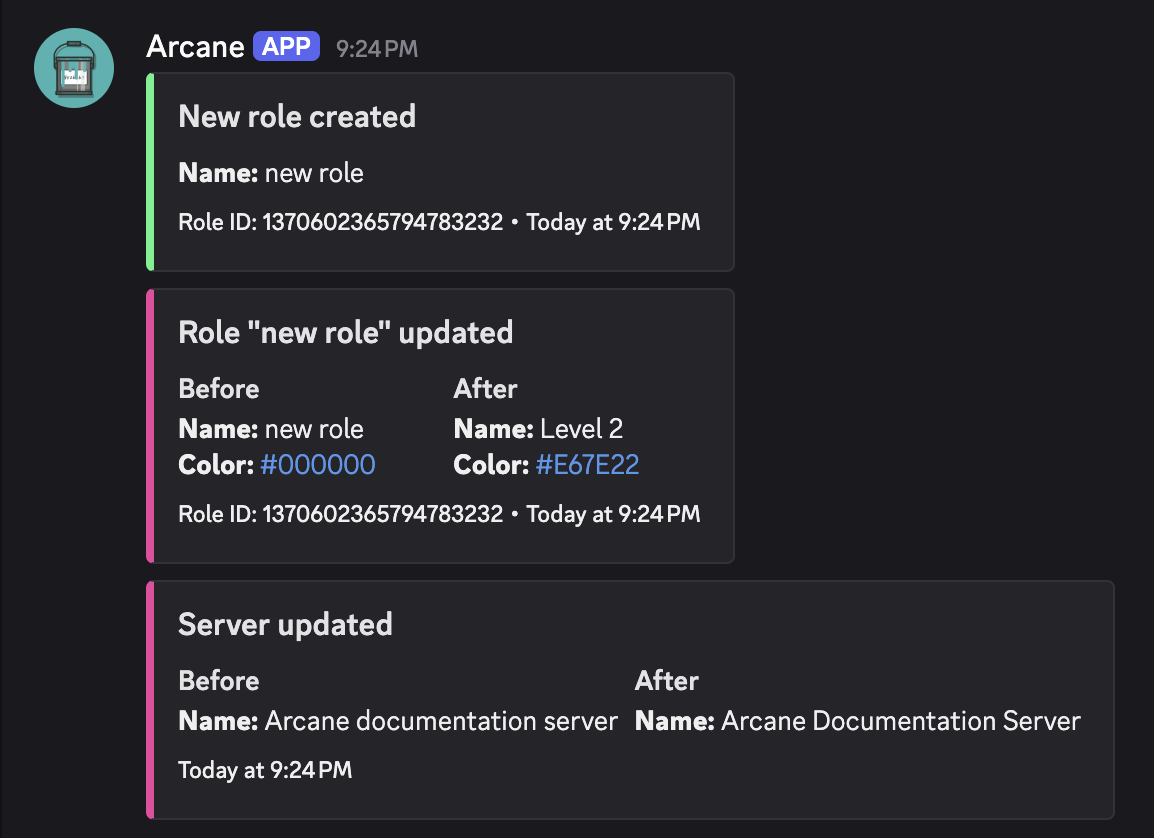 Arcane APP 9:24 PM
New role created
Name: new role
Role ID: 1370602365794783232 • Today at 9:24 PM
Role "new role" updated
Before After
Name: new role Name: Level 2
Color: #000000 Color: #E67E22
Role ID: 1370602365794783232 • Today at 9:24 PM
Server updated
Before After
Name: Arcane documentation server Name: Arcane Documentation Server
Today at 9:24 PM